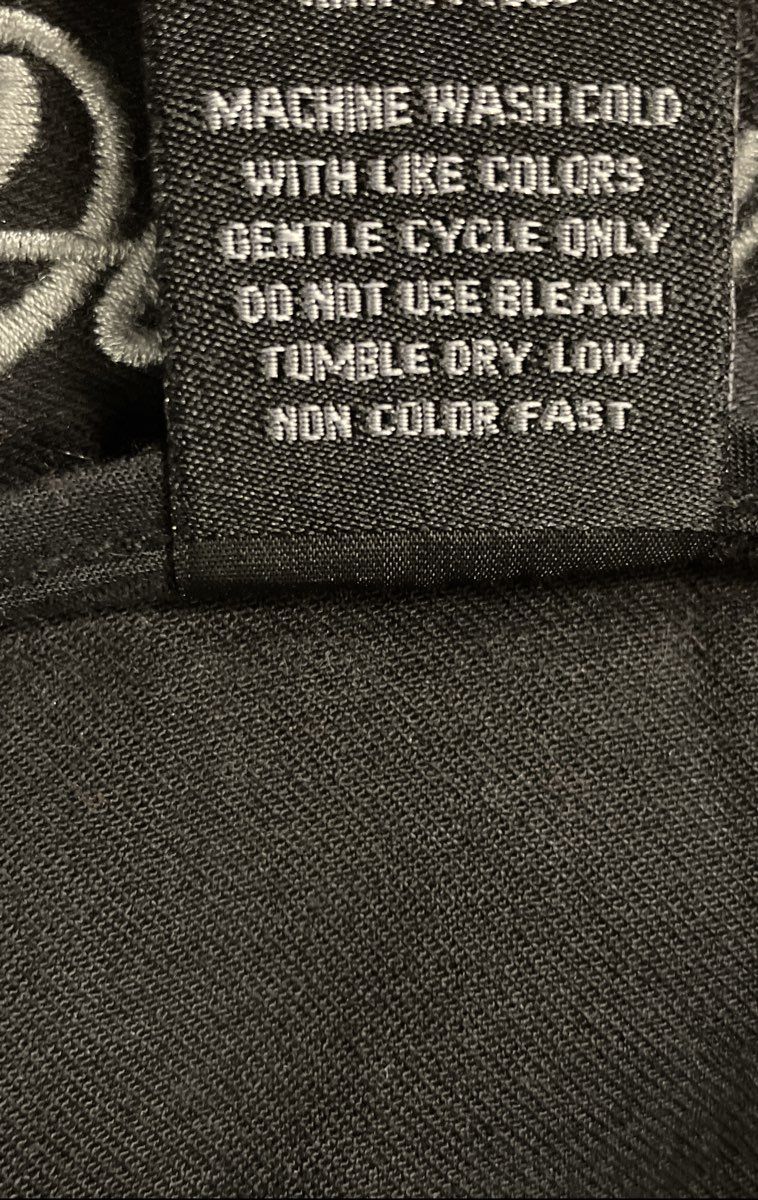 MACHINE WASH COLD
WITH LIKE COLORS
GENTLE CYCLE ONLY
DO NOT USE BLEACH
TUMBLE DRY LOW
NON COLOR FAST